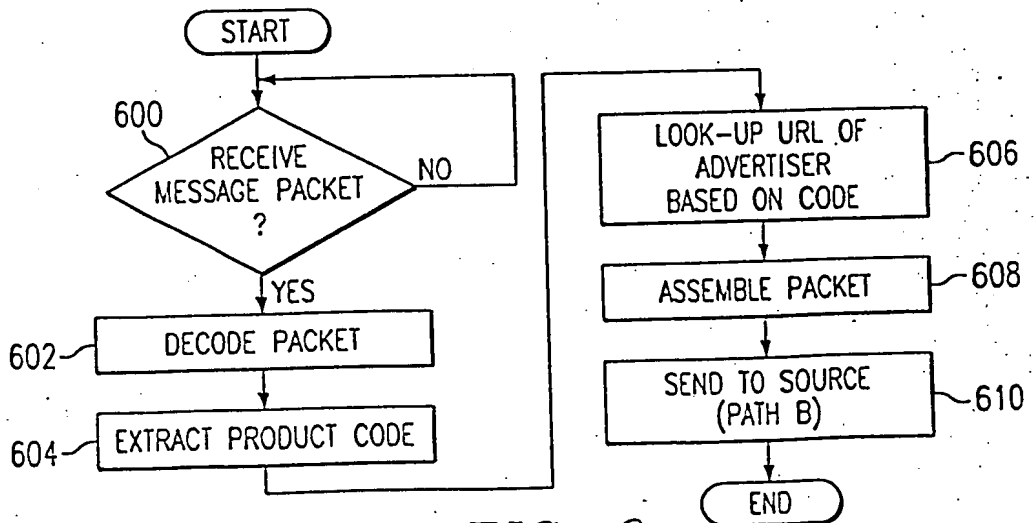 START
600
RECEIVE
MESSAGE PACKET
?
NO
YES
602
DECODE PACKET
604
EXTRACT PRODUCT CODE
LOOK-UP URL OF
ADVERTISER
BASED ON CODE
606
ASSEMBLE PACKET
608
SEND TO SOURCE
(PATH B)
610
END